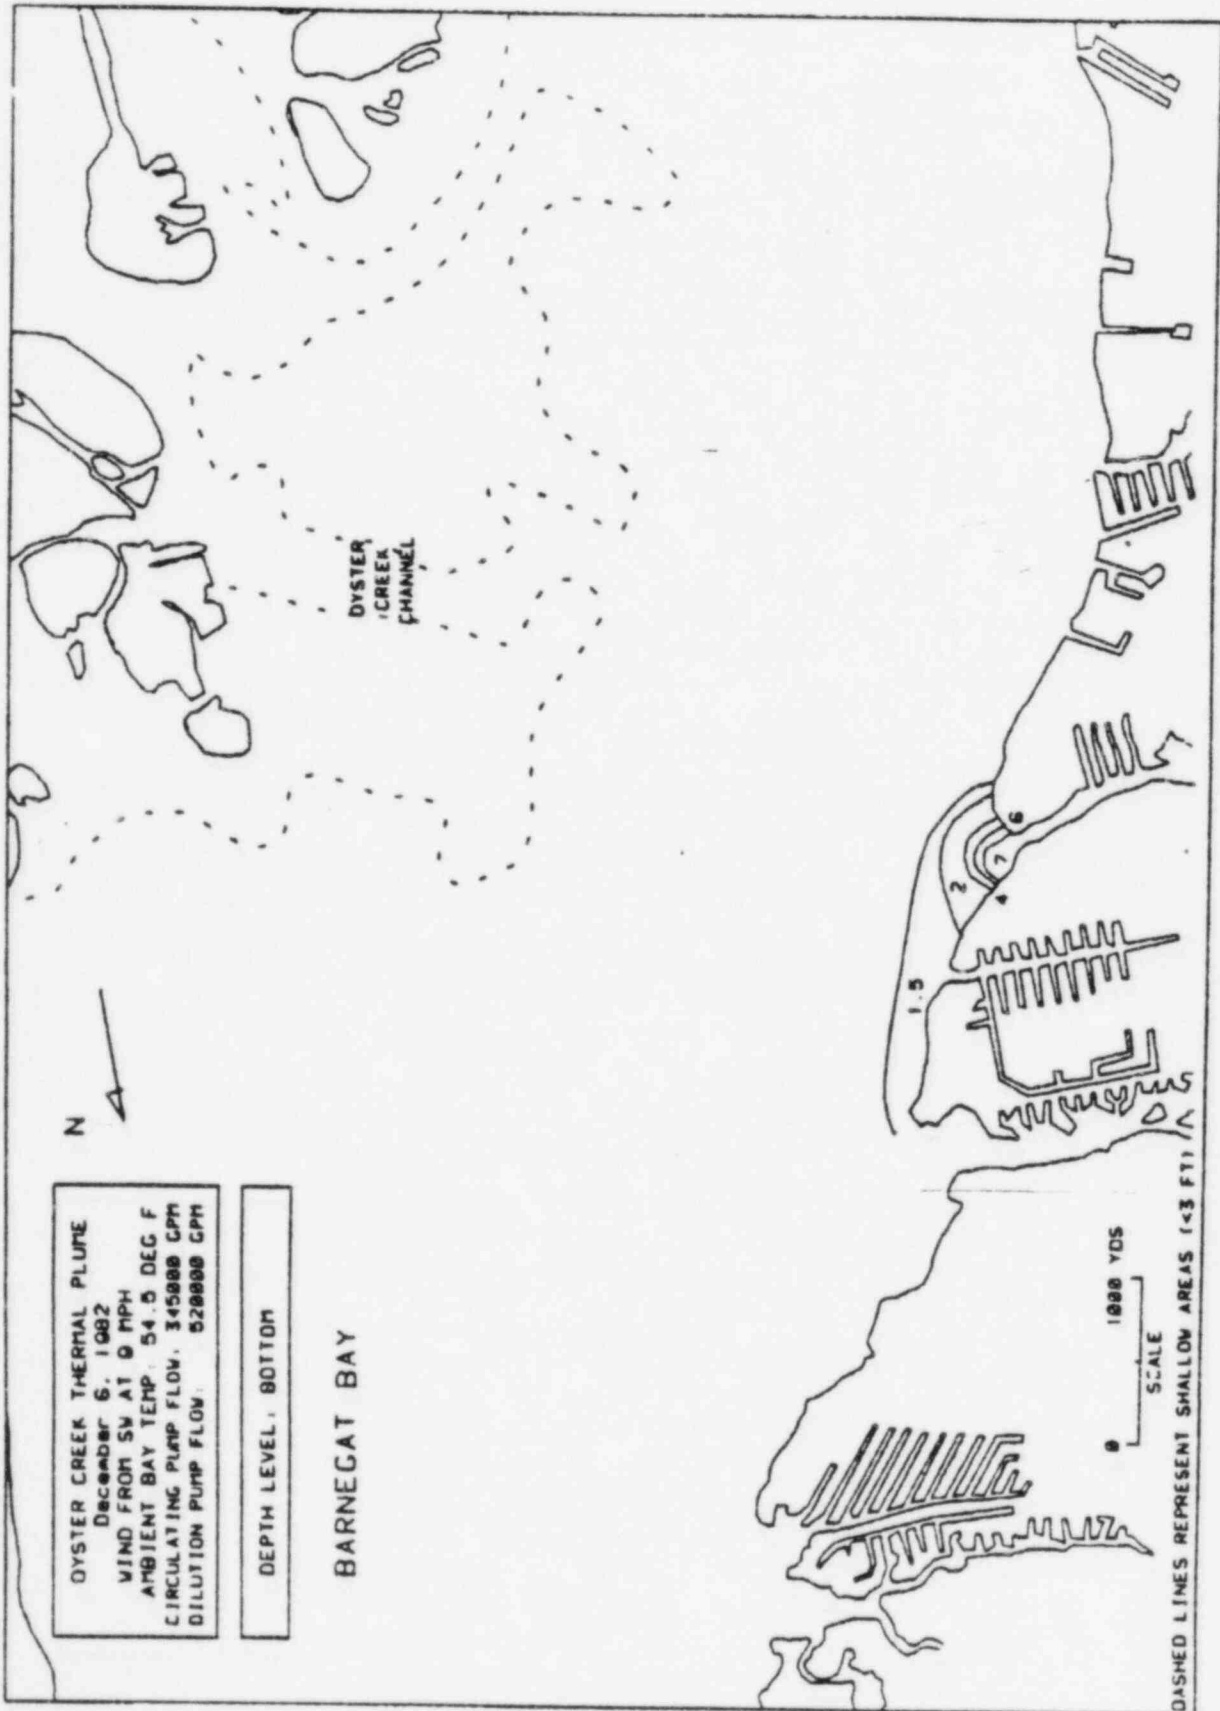 OYSTER CREEK THERMAL PLUME
December 6, 1982
WIND FROM SW AT 9 MPH
AMBIENT BAY TEMP: 54.5 DEG F
CIRCULATING PUMP FLOW: 345000 GPM
DILUTION PUMP FLOW: 520000 GPM
DEPTH LEVEL: BOTTOM
N
BARNEGAT BAY
OYSTER
CREEK
CHANNEL
1.5
2
4
7
6
0 1000 YDS
SCALE
DASHED LINES REPRESENT SHALLOW AREAS (<3 FT)